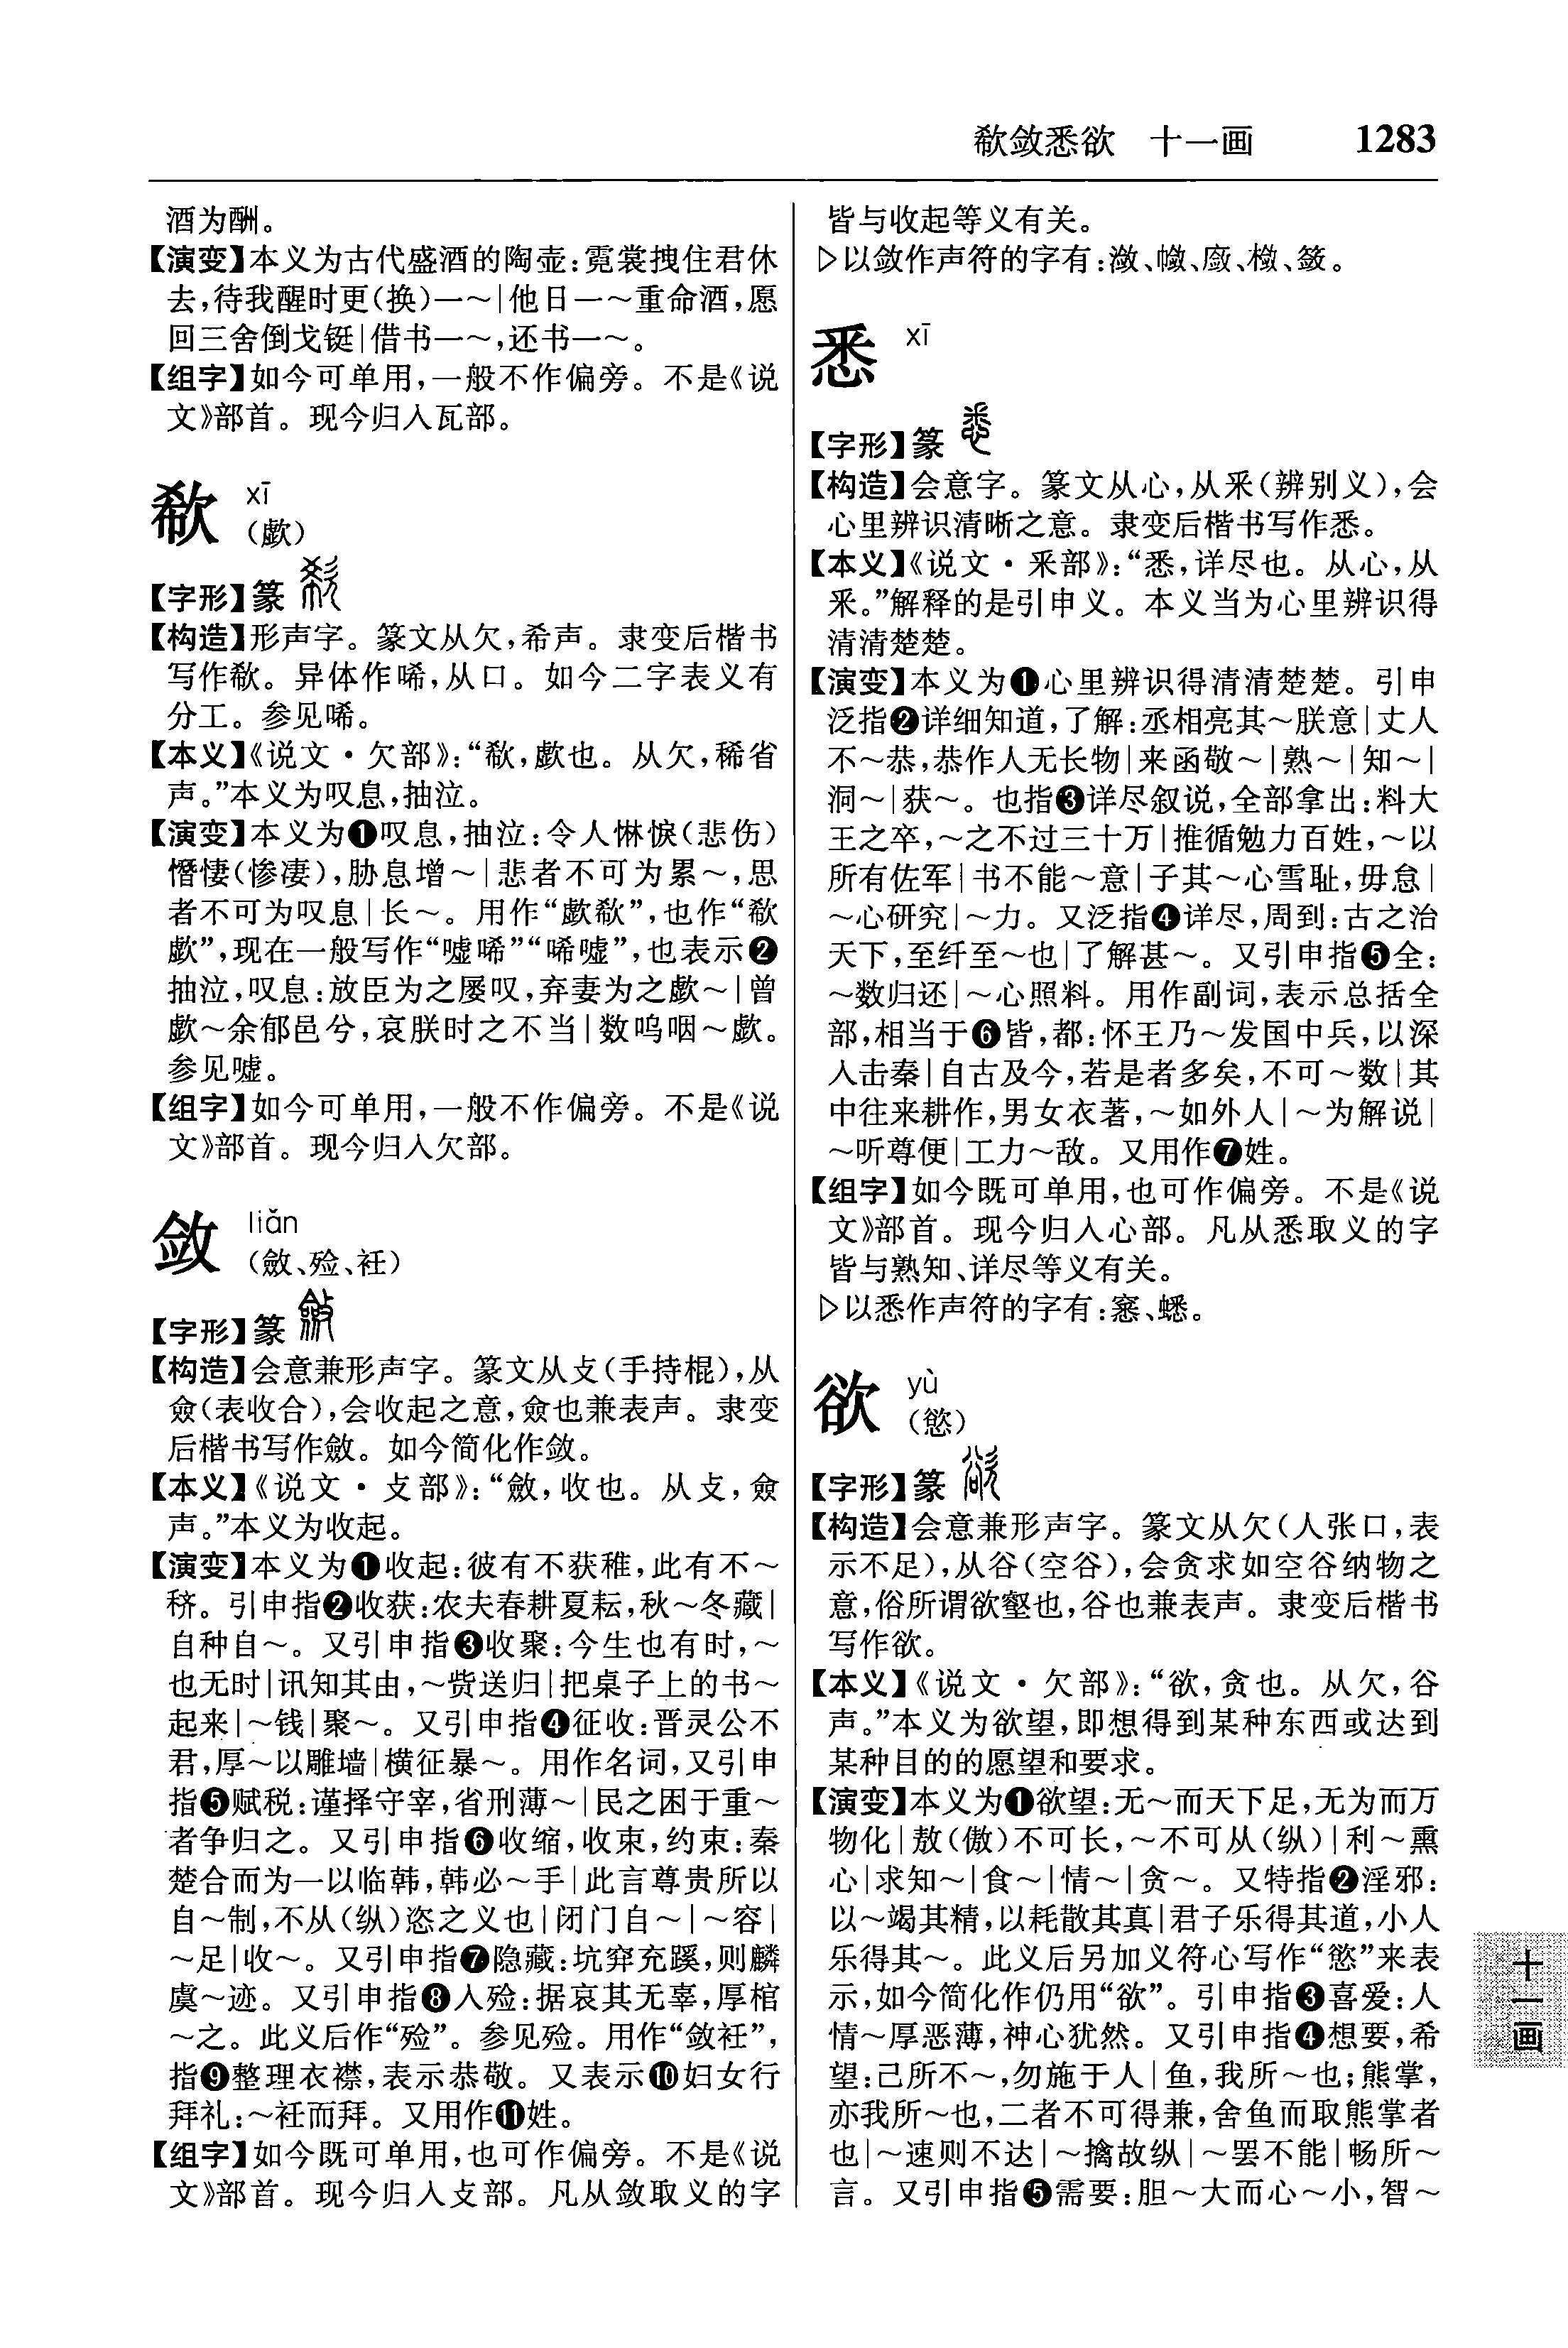 欷敛悉欲　十一画　1283
酒为酬。
【演变】本义为古代盛酒的陶壶:霓裳拽住君休
去,待我醒时更(换)一～|他日一～重命酒,愿
回三舍倒戈铤|借书一～,还书一～。
【组字】如今可单用,一般不作偏旁。不是《说
文》部首。现今归入瓦部。
欷 xī
(歔)
【字形】篆
【构造】形声字。篆文从欠,希声。隶变后楷书
写作欷。异体作唏,从口。如今二字表义有
分工。参见唏。
【本义】《说文·欠部》:“欷,歔也。从欠,稀省
声。”本义为叹息,抽泣。
【演变】本义为❶叹息,抽泣:令人惏悷(悲伤)
憯悽(惨凄),胁息增～|悲者不可为累～,思
者不可为叹息|长～。用作“歔欷”,也作“欷
歔”,现在一般写作“嘘唏”“唏嘘”,也表示❷
抽泣,叹息:放臣为之屡叹,弃妻为之歔～|曾
歔～余郁邑兮,哀朕时之不当|数呜咽～歔。
参见嘘。
【组字】如今可单用,一般不作偏旁。不是《说
文》部首。现今归入欠部。
敛 liǎn
(斂、殓、衽)
【字形】篆
【构造】会意兼形声字。篆文从攴(手持棍),从
僉(表收合),会收起之意,僉也兼表声。隶变
后楷书写作斂。如今简化作敛。
【本义】《说文·攴部》:“斂,收也。从攴,僉
声。”本义为收起。
【演变】本义为❶收起:彼有不获稚,此有不～
穧。引申指❷收获:农夫春耕夏耘,秋～冬藏|
自种自～。又引申指❸收聚:今生也有时,～
也无时|讯知其由,～赀送归|把桌子上的书～
起来|～钱|聚～。又引申指❹征收:晋灵公不
君,厚～以雕墙|横征暴～。用作名词,又引申
指❺赋税:谨择守宰,省刑薄～|民之困于重～
者争归之。又引申指❻收缩,收束,约束:秦
楚合而为一以临韩,韩必～手|此言尊贵所以
自～制,不从(纵)恣之义也|闭门自～|～容|
～足|收～。又引申指❼隐藏:坑穽充蹊,则麟
虞～迹。又引申指❽入殓:据哀其无辜,厚棺
～之。此义后作“殓”。参见殓。用作“敛衽”,
指❾整理衣襟,表示恭敬。又表示❿妇女行
拜礼:～衽而拜。又用作⓫姓。
【组字】如今既可单用,也可作偏旁。不是《说
文》部首。现今归入攴部。凡从敛取义的字
皆与收起等义有关。
▷以敛作声符的字有:潋、㡘、䥥、㰸、簽。
悉 xī
【字形】篆
【构造】会意字。篆文从心,从釆(辨别义),会
心里辨识清晰之意。隶变后楷书写作悉。
【本义】《说文·釆部》:“悉,详尽也。从心,从
釆。”解释的是引申义。本义当为心里辨识得
清清楚楚。
【演变】本义为❶心里辨识得清清楚楚。引申
泛指❷详细知道,了解:丞相亮其～朕意|丈人
不～恭,恭作人无长物|来函敬～|熟～|知～|
洞～|获～。也指❸详尽叙说,全部拿出:料大
王之卒,～之不过三十万|推循勉力百姓,～以
所有佐军|书不能～意|子其～心雪耻,毋怠|
～心研究|～力。又泛指❹详尽,周到:古之治
天下,至纤至～也|了解甚～。又引申指❺全:
～数归还|～心照料。用作副词,表示总括全
部,相当于❻皆,都:怀王乃～发国中兵,以深
入击秦|自古及今,若是者多矣,不可～数|其
中往来耕作,男女衣著,～如外人|～为解说|
～听尊便|工力～敌。又用作❼姓。
【组字】如今既可单用,也可作偏旁。不是《说
文》部首。现今归入心部。凡从悉取义的字
皆与熟知、详尽等义有关。
▷以悉作声符的字有:窸、蟋。
欲 yù
(慾)
【字形】篆
【构造】会意兼形声字。篆文从欠(人张口,表
示不足),从谷(空谷),会贪求如空谷纳物之
意,俗所谓欲壑也,谷也兼表声。隶变后楷书
写作欲。
【本义】《说文·欠部》:“欲,贪也。从欠,谷
声。”本义为欲望,即想得到某种东西或达到
某种目的的愿望和要求。
【演变】本义为❶欲望:无～而天下足,无为而万
物化|敖(傲)不可长,～不可从(纵)|利～熏
心|求知～|食～|情～|贪～。又特指❷淫邪:
以～竭其精,以耗散其真|君子乐得其道,小人
乐得其～。此义后另加义符心写作“慾”来表
示,如今简化作仍用“欲”。引申指❸喜爱:人
情～厚恶薄,神心犹然。又引申指❹想要,希
望:己所不～,勿施于人|鱼,我所～也;熊掌,
亦我所～也,二者不可得兼,舍鱼而取熊掌者
也|～速则不达|～擒故纵|～罢不能|畅所～
言。又引申指❺需要:胆～大而心～小,智～
十一画